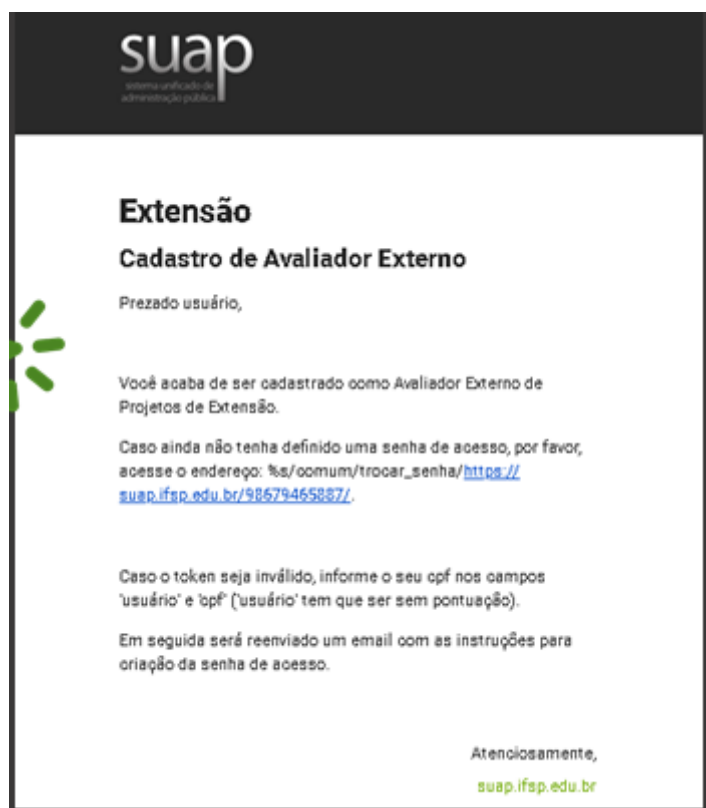 suap
sistema unificado de
administração pública
Extensão
Cadastro de Avaliador Externo
Prezado usuário,
Você acaba de ser cadastrado como Avaliador Externo de
Projetos de Extensão.
Caso ainda não tenha definido uma senha de acesso, por favor,
acesse o endereço: %s/comum/trocar_senha/https://
suap.ifsp.edu.br/98679465887/.
Caso o token seja inválido, informe o seu cpf nos campos
'usuário' e 'cpf' ('usuário' tem que ser sem pontuação).
Em seguida será reenviado um email com as instruções para
criação da senha de acesso.
Atenciosamente,
suap.ifsp.edu.br